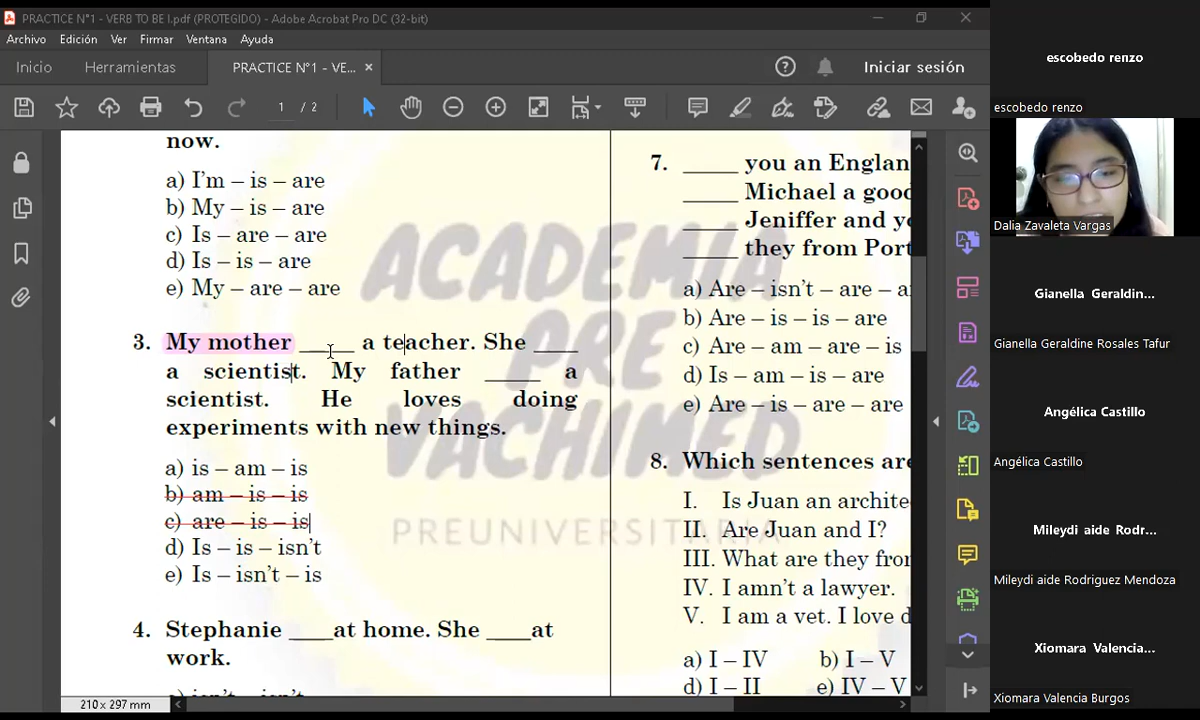 PRACTICE N°1 - VERB TO BE I.pdf (PROTEGIDO) - Adobe Acrobat Pro DC (32-bit)
Archivo Edición Ver Firmar Ventana Ayuda
Inicio Herramientas PRACTICE N°1 - VE... × Iniciar sesión
1 / 2
now.
a) I'm – is – are
b) My – is – are
c) Is – are – are
d) Is – is – are
e) My – are – are
3. My mother ____ a teacher. She ____
a scientist. My father ____ a
scientist. He loves doing
experiments with new things.
a) is – am – is
b) am – is – is
c) are – is – is
d) Is – is – isn't
e) Is – isn't – is
4. Stephanie ____at home. She ____at
work.
210 x 297 mm
7. ____ you an Englan
____ Michael a good
____ Jeniffer and yo
____ they from Port
a) Are – isn't – are – a
b) Are – is – is – are
c) Are – am – are – is
d) Is – am – is – are
e) Are – is – are – are
8. Which sentences are
I. Is Juan an archite
II. Are Juan and I?
III. What are they from
IV. I amn't a lawyer.
V. I am a vet. I love d
a) I – IV b) I – V
d) I – II e) IV – V
ACADEMIA
PRE
VACHIMED
PREUNIVERSITARIA
escobedo renzo
escobedo renzo
Dalia Zavaleta Vargas
Gianella Geraldin...
Gianella Geraldine Rosales Tafur
Angélica Castillo
Angélica Castillo
Mileydi aide Rodr...
Mileydi aide Rodriguez Mendoza
Xiomara Valencia...
Xiomara Valencia Burgos